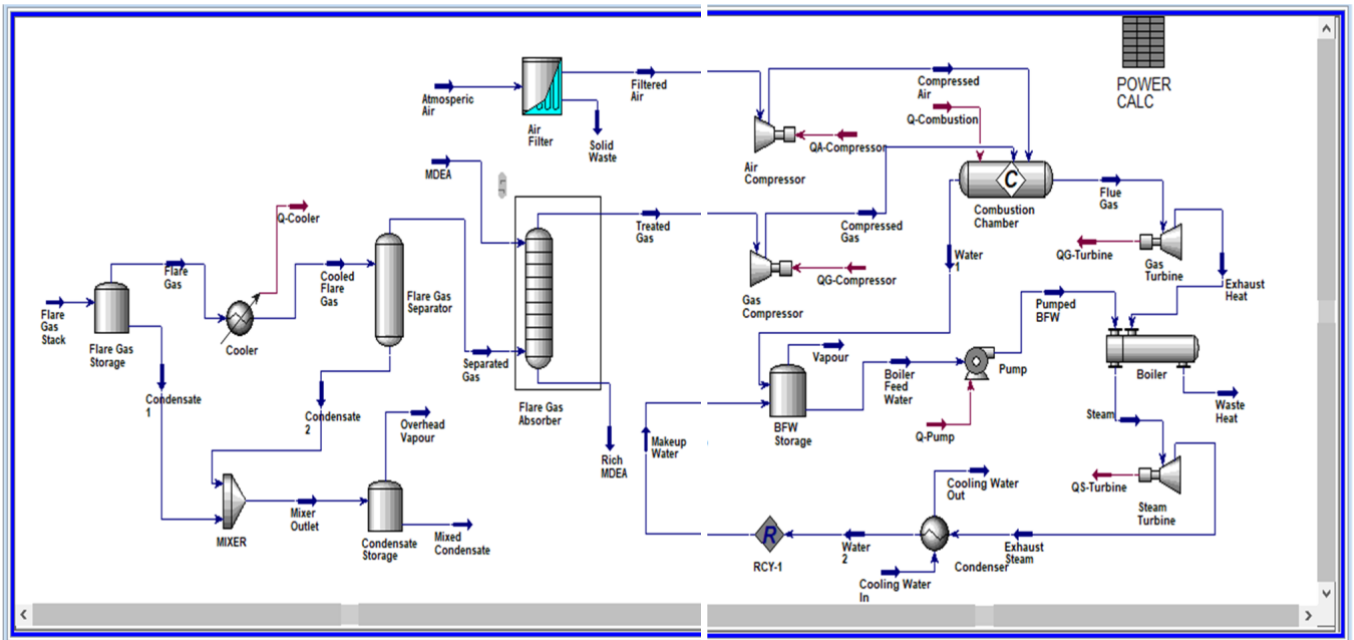 POWER
CALC
Atmosperic
Air
Air
Filter
Filtered
Air
Solid
Waste
MDEA
Q-Cooler
Flare
Gas
Stack
Flare Gas
Storage
Flare
Gas
Cooler
Cooled
Flare
Gas
Flare Gas
Separator
Separated
Gas
Flare Gas
Absorber
Treated
Gas
Rich
MDEA
Condensate
1
Condensate
2
MIXER
Mixer
Outlet
Overhead
Vapour
Condensate
Storage
Mixed
Condensate
Air
Compressor
QA-Compressor
Compressed
Air
Q-Combustion
C
Combustion
Chamber
Gas
Compressor
QG-Compressor
Compressed
Gas
Water
1
Flue
Gas
QG-Turbine
Gas
Turbine
Exhaust
Heat
Vapour
BFW
Storage
Makeup
Water
Boiler
Feed
Water
Q-Pump
Pump
Pumped
BFW
Boiler
Steam
Waste
Heat
QS-Turbine
Steam
Turbine
Exhaust
Steam
Condenser
Cooling Water
Out
Cooling Water
In
Water
2
R
RCY-1